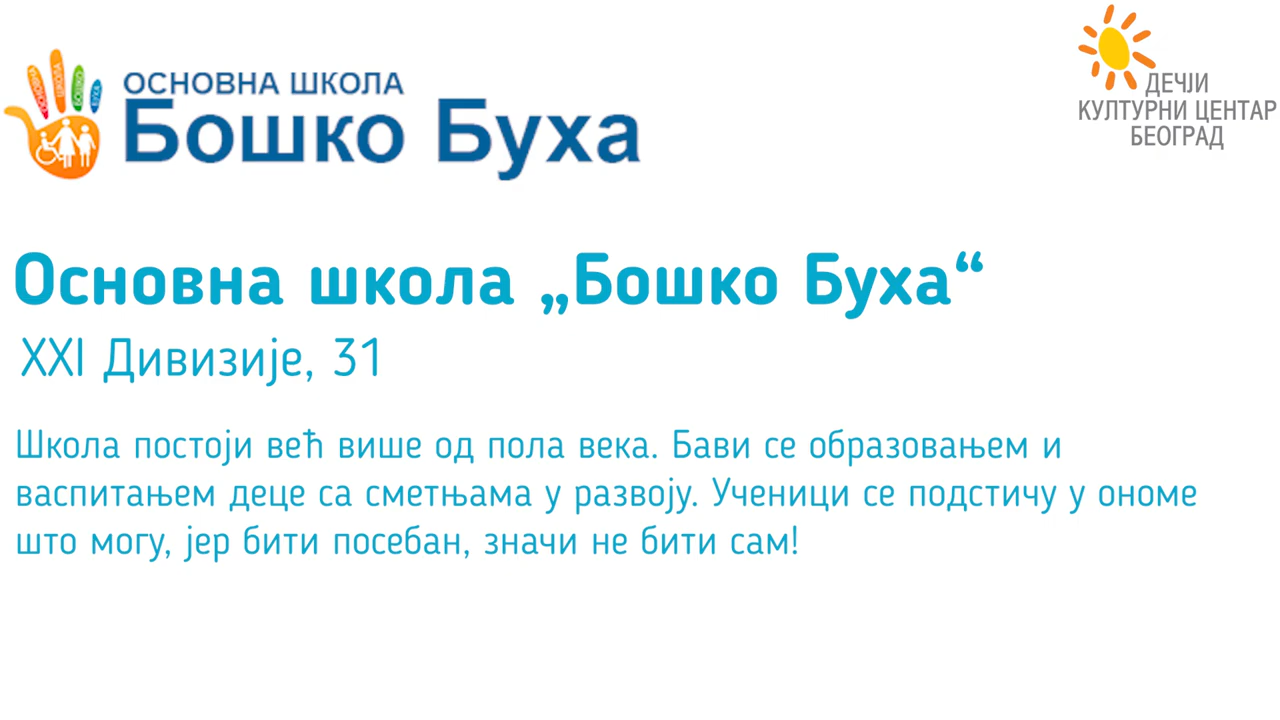 ОСНОВНА ШКОЛА
Бошко Буха
ДЕЧЈИ
КУЛТУРНИ ЦЕНТАР
БЕОГРАД
Основна школа „Бошко Буха“
XXI Дивизије, 31
Школа постоји већ више од пола века. Бави се образовањем и
васпитањем деце са сметњама у развоју. Ученици се подстичу у ономе
што могу, јер бити посебан, значи не бити сам!